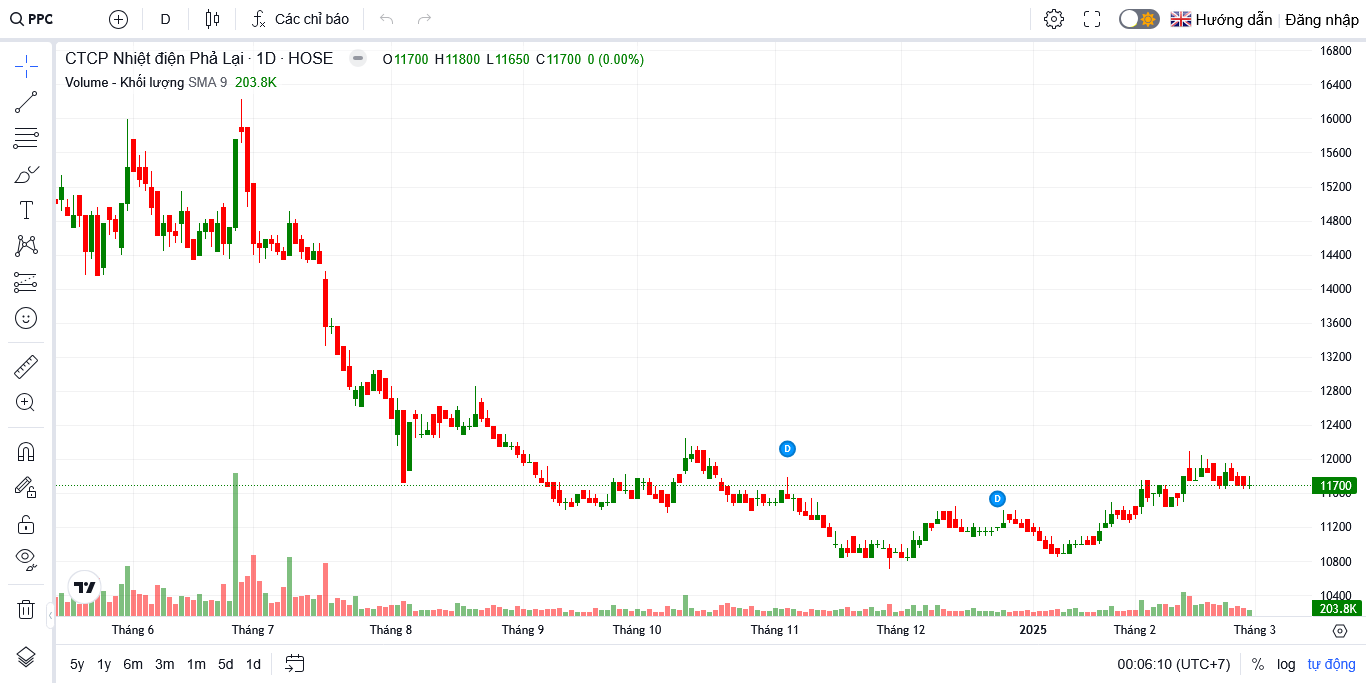 PPC D Các chỉ báo Hướng dẫn Đăng nhập
CTCP Nhiệt điện Phả Lại · 1D · HOSE O11700 H11800 L11650 C11700 0 (0.00%)
Volume - Khối lượng SMA 9 203.8K
16800
16400
16000
15600
15200
14800
14400
14000
13600
13200
12800
12400
12000
11700
11600
11200
10800
10400
203.8K
D
D
Tháng 6 Tháng 7 Tháng 8 Tháng 9 Tháng 10 Tháng 11 Tháng 12 2025 Tháng 2 Tháng 3
5y 1y 6m 3m 1m 5d 1d 00:06:10 (UTC+7) % log tự động